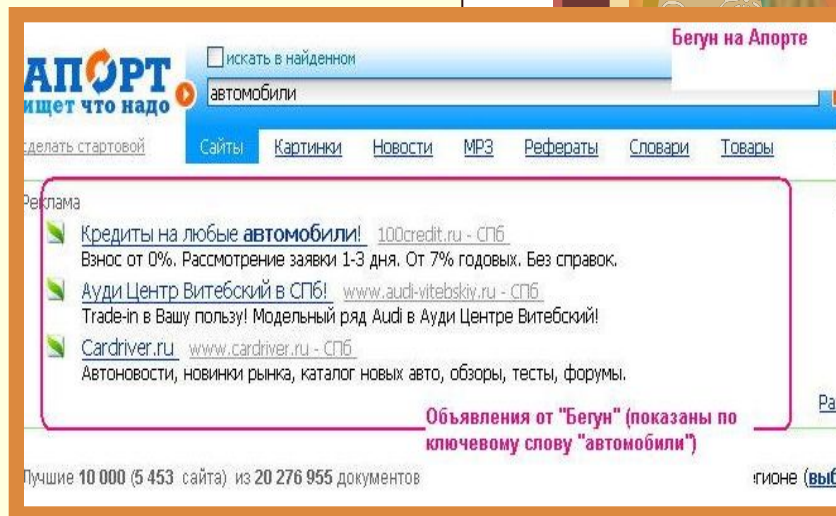 Бегун на Апорте
искать в найденном
АПОРТ
ищет что надо
автомобили
сделать стартовой
Сайты Картинки Новости MP3 Рефераты Словари Товары
Реклама
Кредиты на любые автомобили! 100credit.ru - СПб
Взнос от 0%. Рассмотрение заявки 1-3 дня. От 7% годовых. Без справок.
Ауди Центр Витебский в СПб! www.audi-vitebskiy.ru - СПб
Trade-in в Вашу пользу! Модельный ряд Audi в Ауди Центре Витебский!
Cardriver.ru www.cardriver.ru - СПб
Автоновости, новинки рынка, каталог новых авто, обзоры, тесты, форумы.
Объявления от "Бегун" (показаны по
ключевому слову "автомобили")
Лучшие 10 000 (5 453 сайта) из 20 276 955 документов